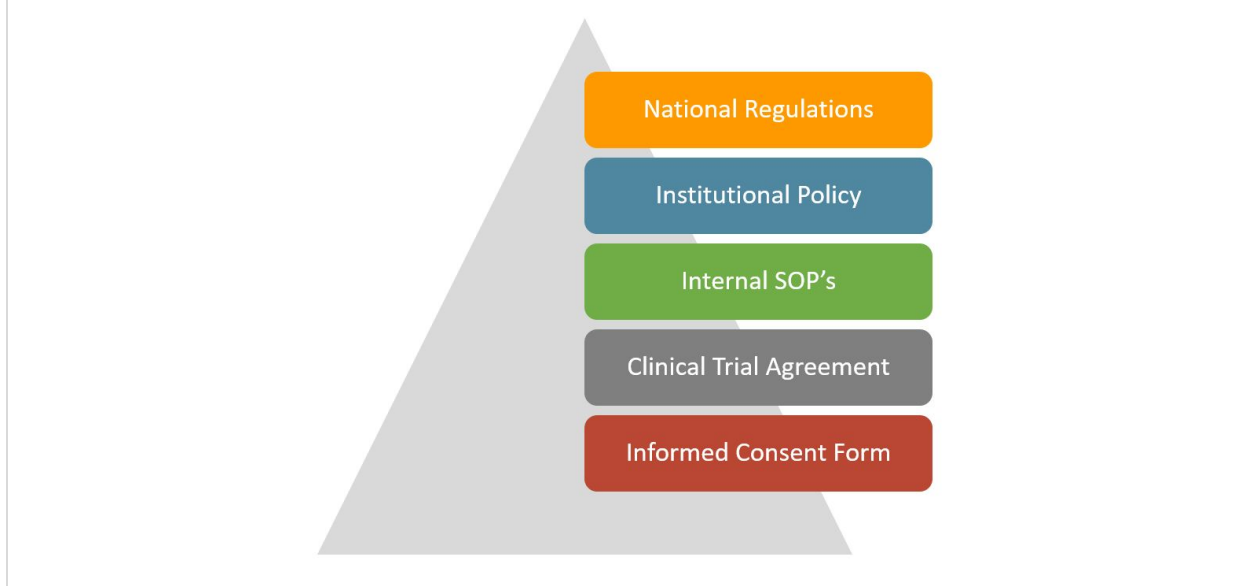 National Regulations
Institutional Policy
Internal SOP’s
Clinical Trial Agreement
Informed Consent Form